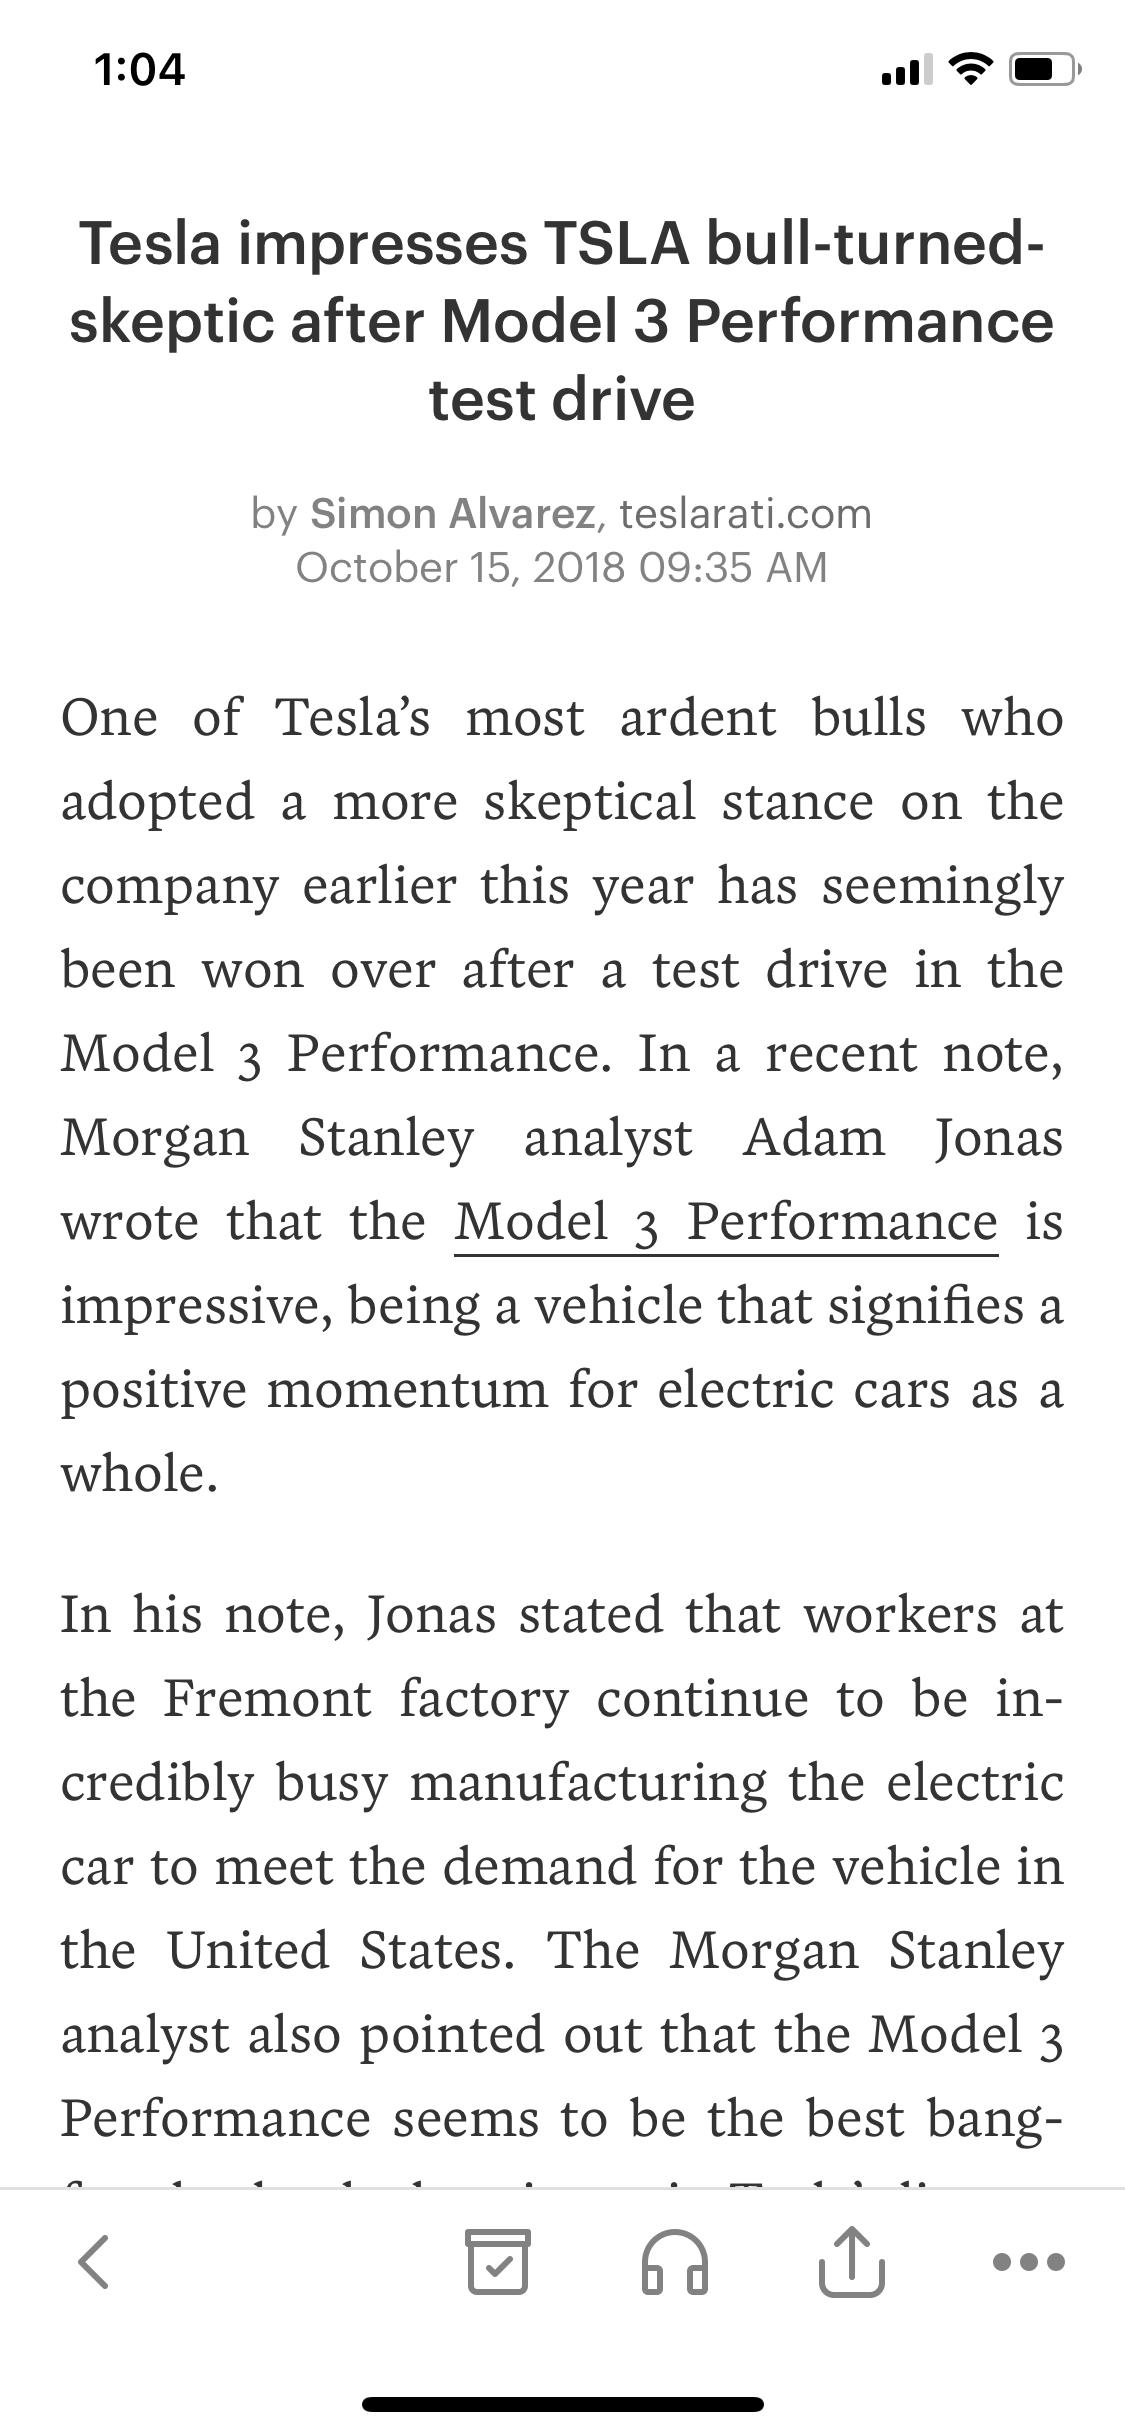 1:04
Tesla impresses TSLA bull-turned-
skeptic after Model 3 Performance
test drive
by Simon Alvarez, teslarati.com
October 15, 2018 09:35 AM
One of Tesla’s most ardent bulls who
adopted a more skeptical stance on the
company earlier this year has seemingly
been won over after a test drive in the
Model 3 Performance. In a recent note,
Morgan Stanley analyst Adam Jonas
wrote that the Model 3 Performance is
impressive, being a vehicle that signifies a
positive momentum for electric cars as a
whole.
In his note, Jonas stated that workers at
the Fremont factory continue to be in-
credibly busy manufacturing the electric
car to meet the demand for the vehicle in
the United States. The Morgan Stanley
analyst also pointed out that the Model 3
Performance seems to be the best bang-